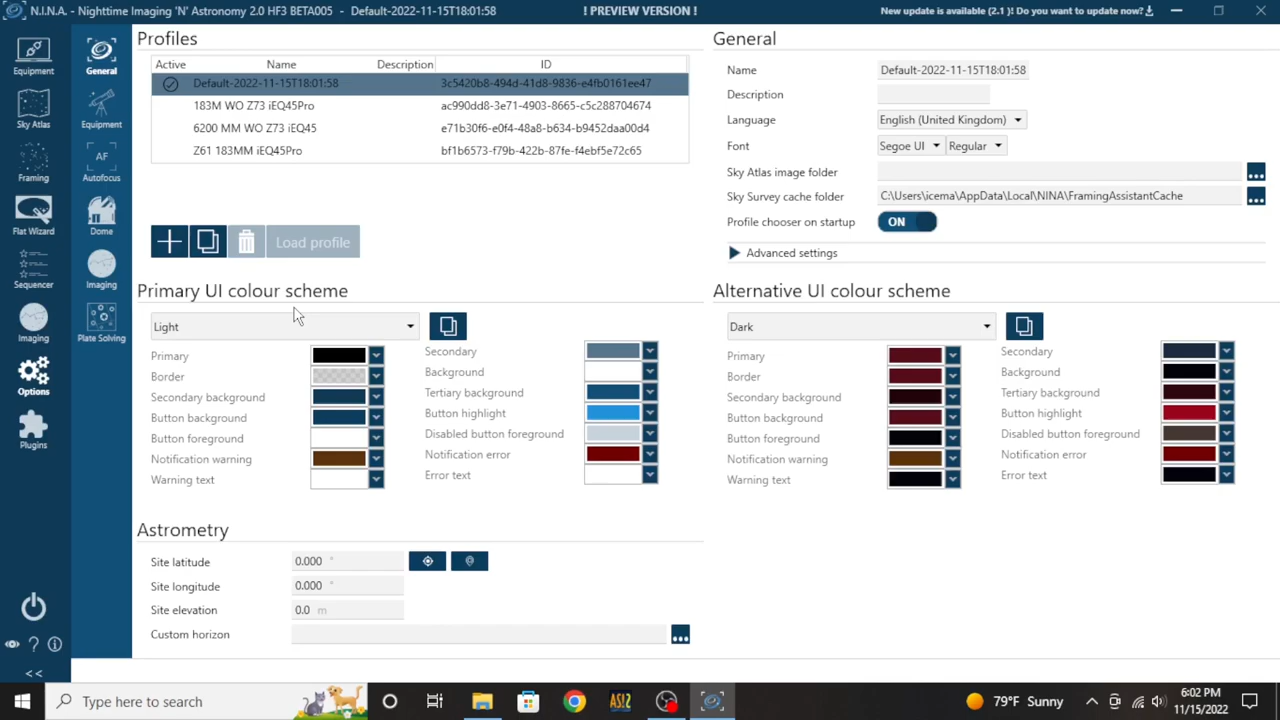 N.I.N.A. - Nighttime Imaging 'N' Astronomy 2.0 HF3 BETA005 - Default-2022-11-15T18:01:58
! PREVIEW VERSION !
New update is available (2.1 )! Do you want to update now?
Equipment
Sky Atlas
Framing
Flat Wizard
Sequencer
Imaging
Options
Plugins
<<
General
Equipment
AF
Autofocus
Dome
Imaging
Plate Solving
Profiles
Active Name Description ID
Default-2022-11-15T18:01:58 3c5420b8-494d-41d8-9836-e4fb0161ee47
183M WO Z73 iEQ45Pro ac990dd8-3e71-4903-8665-c5c288704674
6200 MM WO Z73 iEQ45 e71b30f6-e0f4-48a8-b634-b9452daa00d4
Z61 183MM iEQ45Pro bf1b6573-f79b-422b-87fe-f4ebf5e72c65
Load profile
General
Name Default-2022-11-15T18:01:58
Description
Language English (United Kingdom)
Font Segoe UI Regular
Sky Atlas image folder ...
Sky Survey cache folder C:\Users\icema\AppData\Local\NINA\FramingAssistantCache ...
Profile chooser on startup ON
Advanced settings
Primary UI colour scheme
Light
Primary
Border
Secondary background
Button background
Button foreground
Notification warning
Warning text
Secondary
Background
Tertiary background
Button highlight
Disabled button foreground
Notification error
Error text
Alternative UI colour scheme
Dark
Primary
Border
Secondary background
Button background
Button foreground
Notification warning
Warning text
Secondary
Background
Tertiary background
Button highlight
Disabled button foreground
Notification error
Error text
Astrometry
Site latitude 0.000 °
Site longitude 0.000 °
Site elevation 0.0 m
Custom horizon ...
Type here to search
79°F Sunny
6:02 PM
11/15/2022